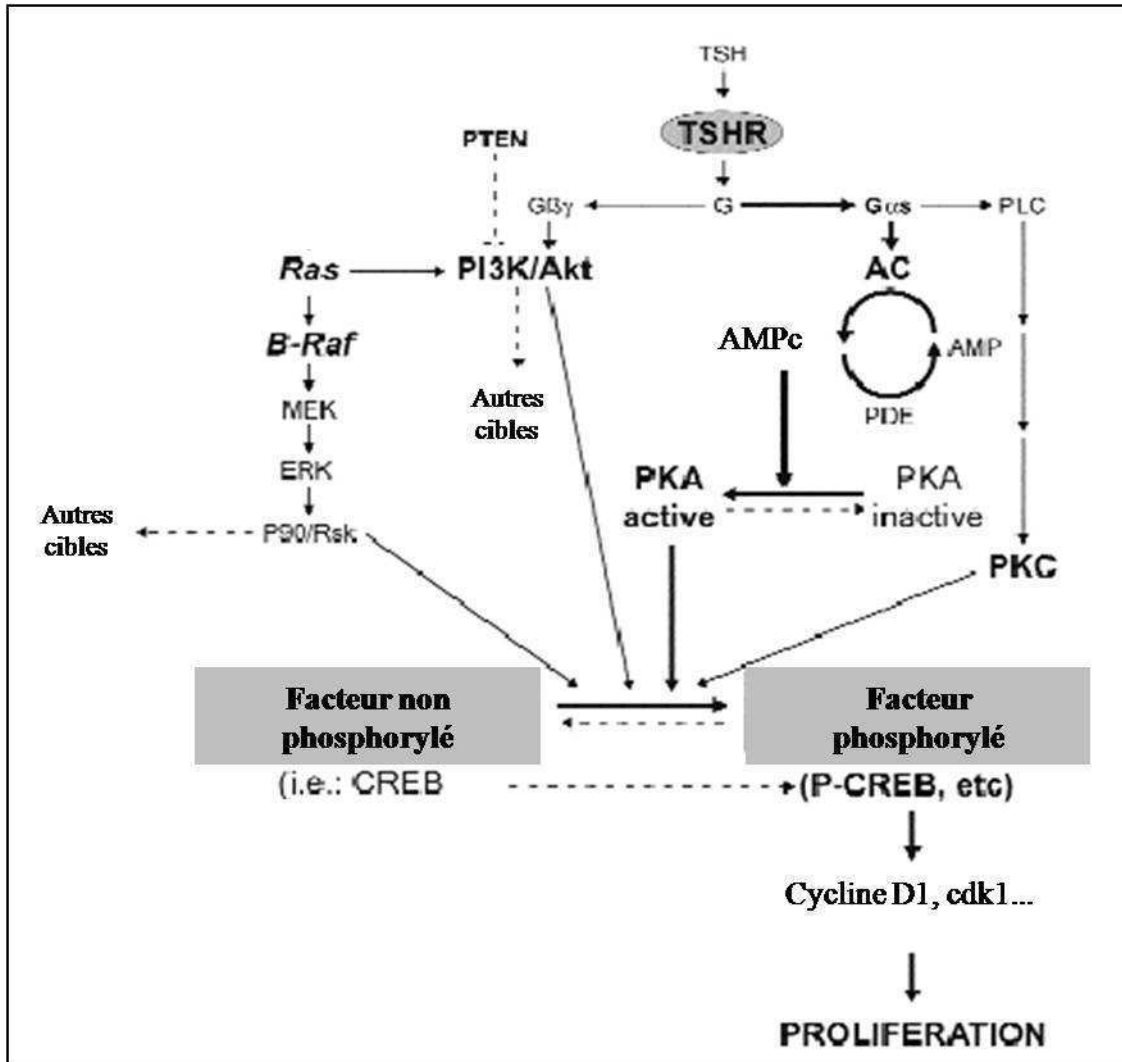 TSH
TSHR
PTEN
Gβγ
G
Gαs
PLC
Ras
PI3K/Akt
AC
B-Raf
AMPc
AMP
MEK
Autres
cibles
PDE
ERK
PKA
active
PKA
inactive
Autres
cibles
P90/Rsk
PKC
Facteur non
phosphorylé
Facteur
phosphorylé
(i.e.: CREB
(P-CREB, etc)
Cycline D1, cdk1...
PROLIFERATION